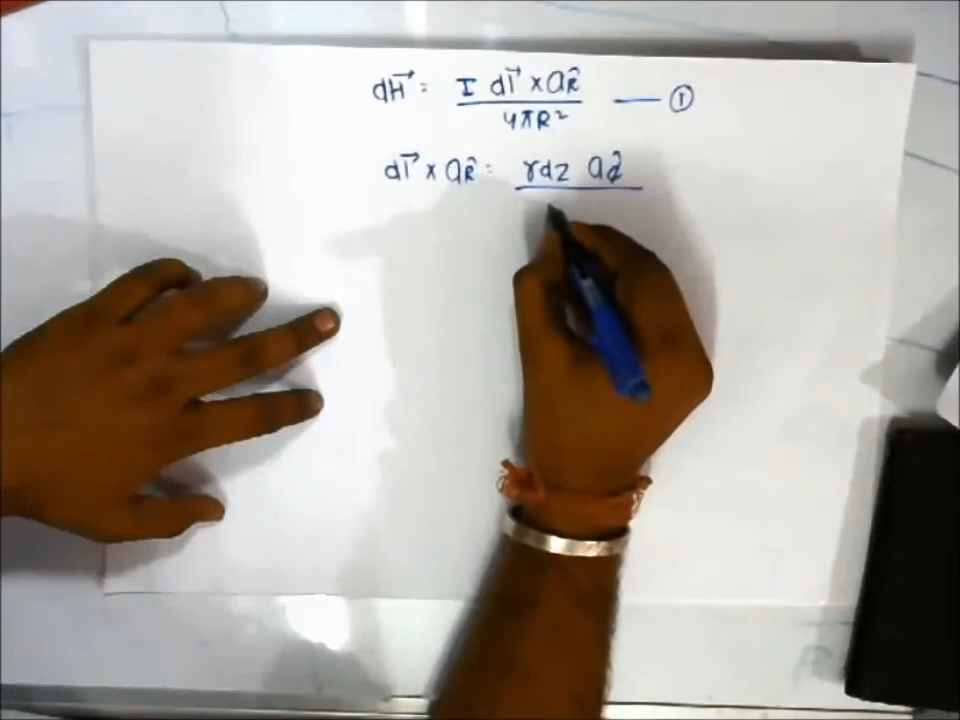 dH⃗ = I dl⃗ × aR̂ / 4πR² —— ①
dl⃗ × aR̂ = rdz aϕ̂